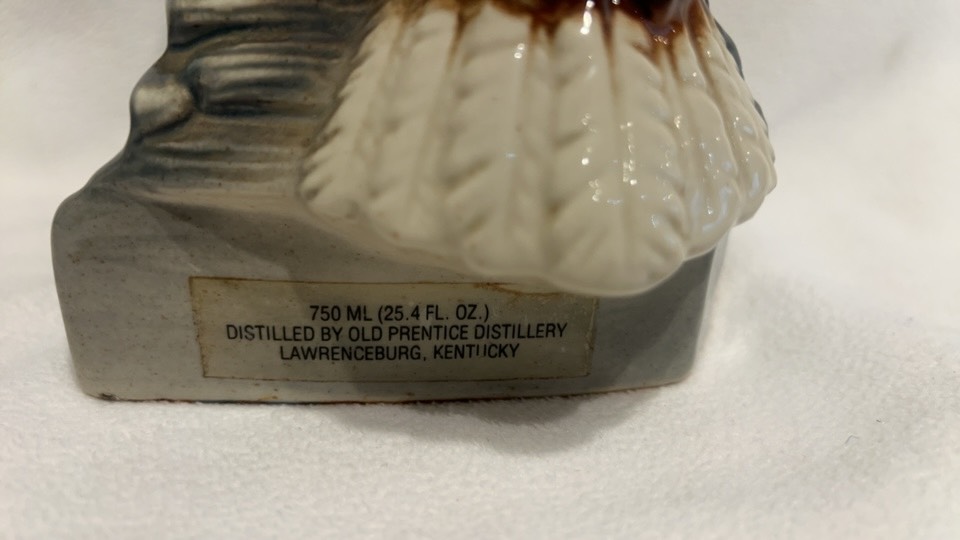 750 ML (25.4 FL. OZ.)
DISTILLED BY OLD PRENTICE DISTILLERY
LAWRENCEBURG, KENTUCKY